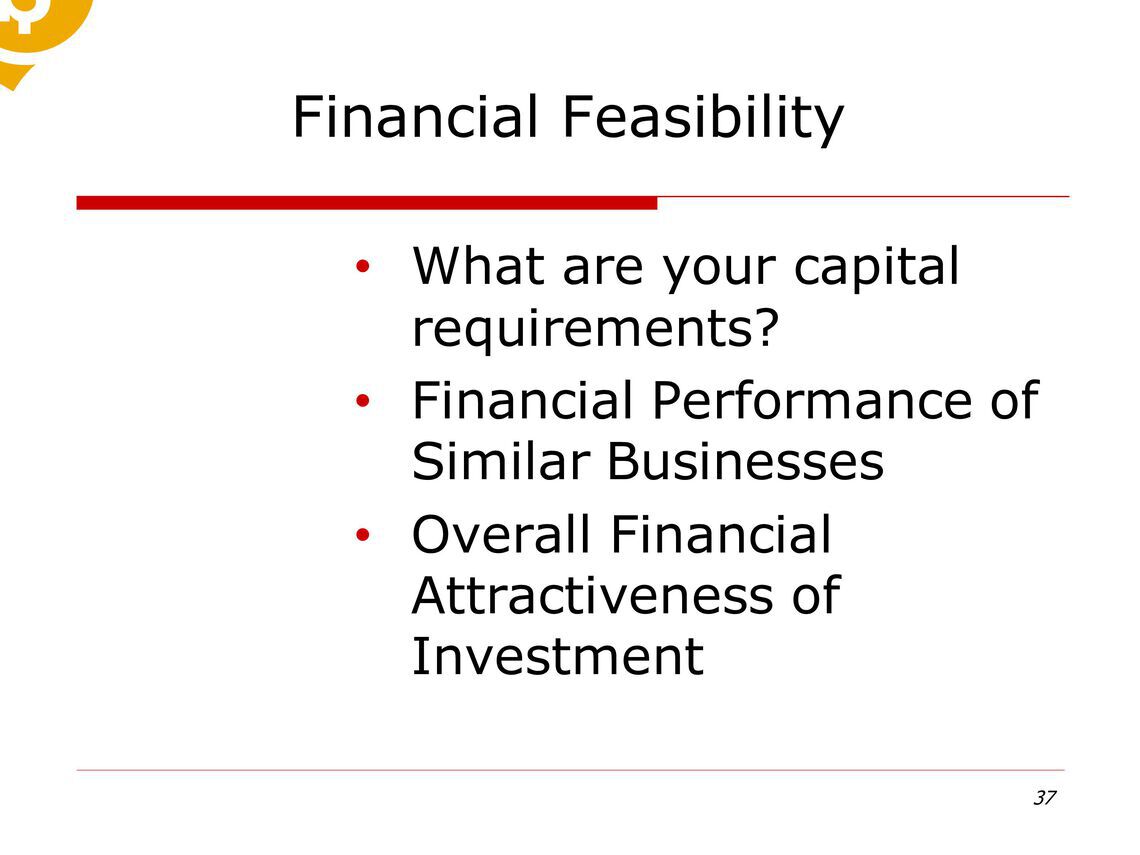 Financial Feasibility
• What are your capital
requirements?
• Financial Performance of
Similar Businesses
• Overall Financial
Attractiveness of
Investment
37